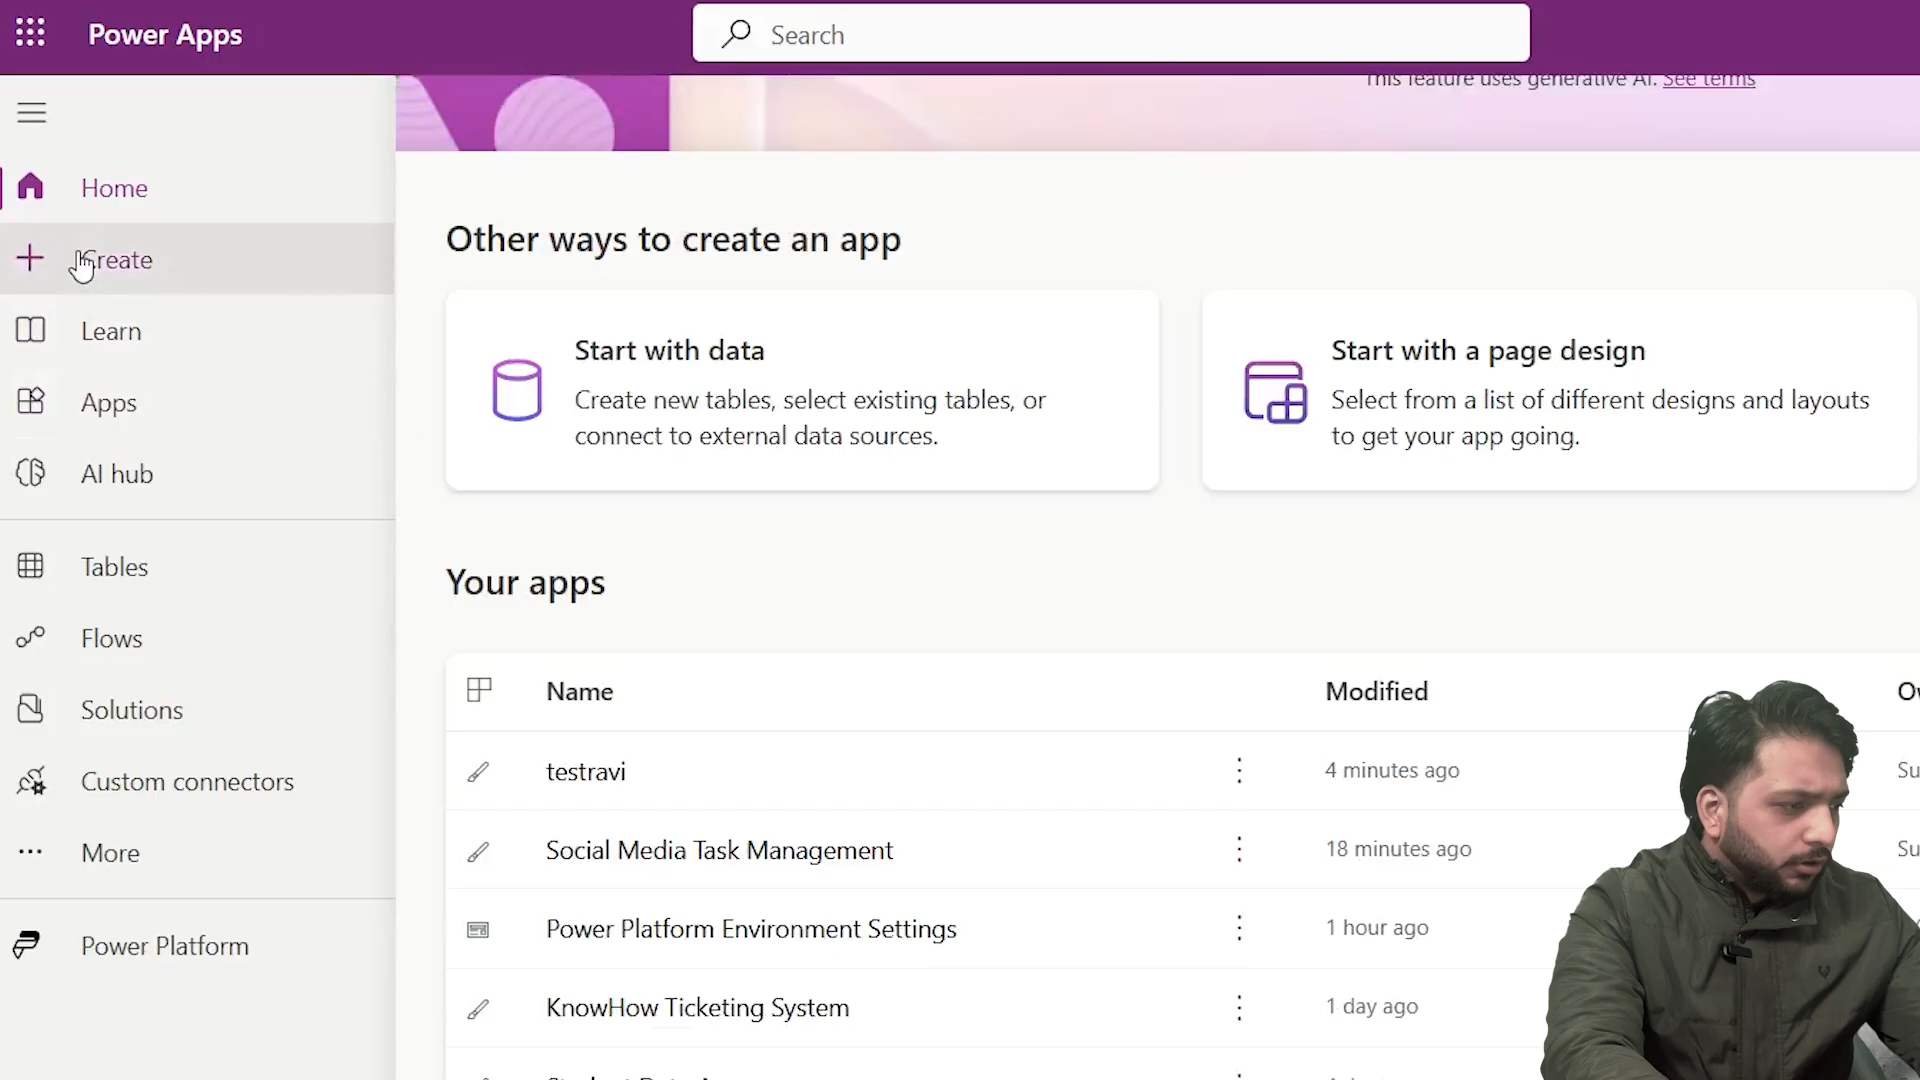 Power Apps
Search
This feature uses generative AI. See terms
Home
Create
Learn
Apps
AI hub
Tables
Flows
Solutions
Custom connectors
More
Power Platform
Other ways to create an app
Start with data
Create new tables, select existing tables, or
connect to external data sources.
Start with a page design
Select from a list of different designs and layouts
to get your app going.
Your apps
Name Modified
testravi 4 minutes ago
Social Media Task Management 18 minutes ago
Power Platform Environment Settings 1 hour ago
KnowHow Ticketing System 1 day ago